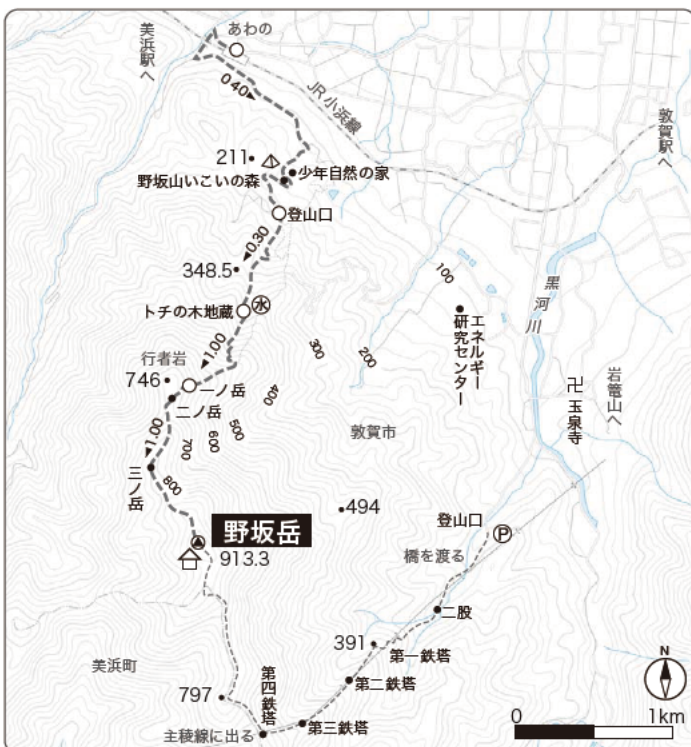 美浜駅へ
あわの
0.40
JR小浜線
敦賀駅へ
211
野坂山いこいの森
少年自然の家
登山口
0.30
348.5
トチの木地蔵
水
100
エネルギー
研究センター
黒河川
卍 玉泉寺
岩籠山へ
行者岩
746
1.00
一ノ岳
二ノ岳
300
200
400
500
600
700
敦賀市
1.00
三ノ岳
800
野坂岳
913.3
494
登山口
P
橋を渡る
二股
391
第一鉄塔
第二鉄塔
第三鉄塔
第四鉄塔
美浜町
797
主稜線に出る
N
0
1km